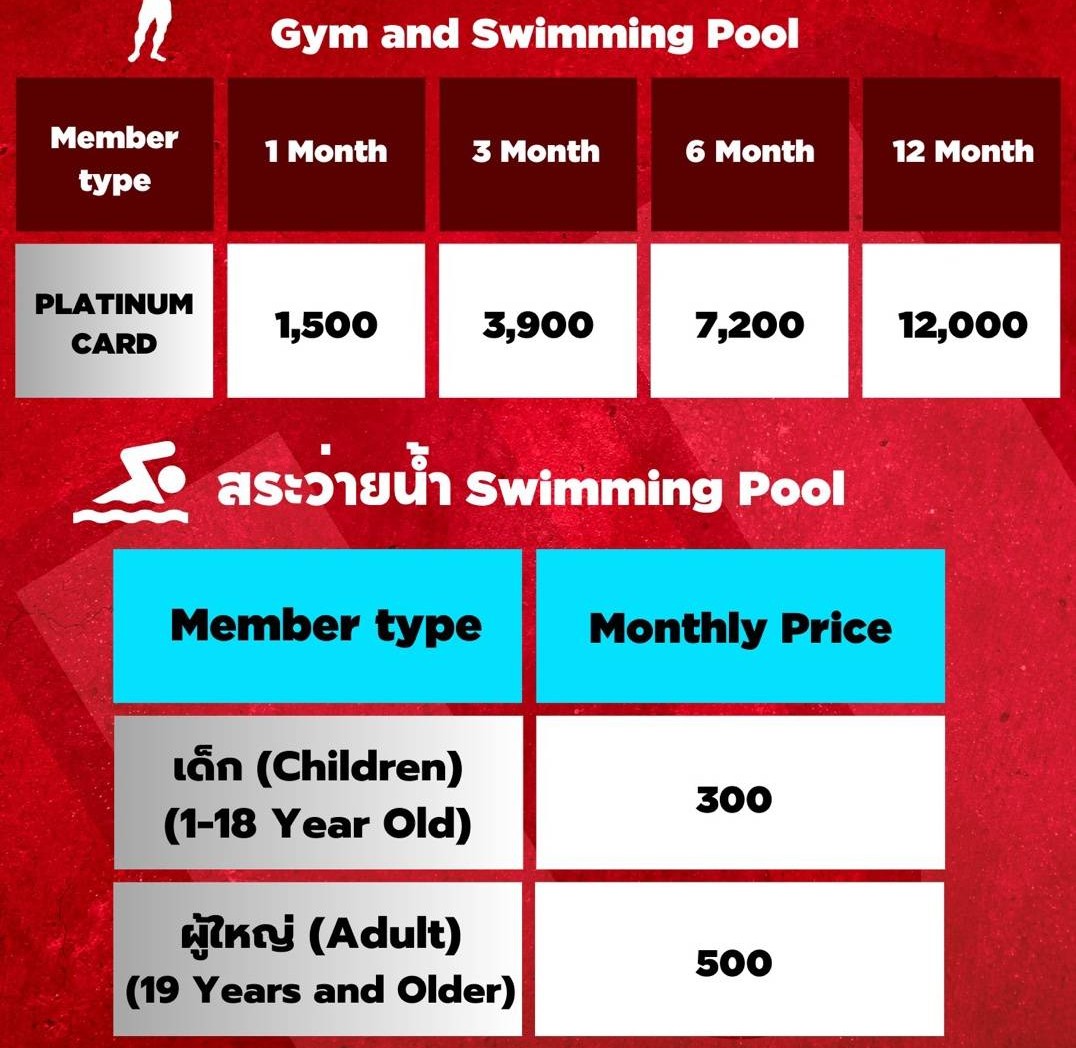 Gym and Swimming Pool
Member type
1 Month
3 Month
6 Month
12 Month
PLATINUM CARD
1,500
3,900
7,200
12,000
สระว่ายน้ำ Swimming Pool
Member type
Monthly Price
เด็ก (Children)
(1-18 Year Old)
300
ผู้ใหญ่ (Adult)
(19 Years and Older)
500